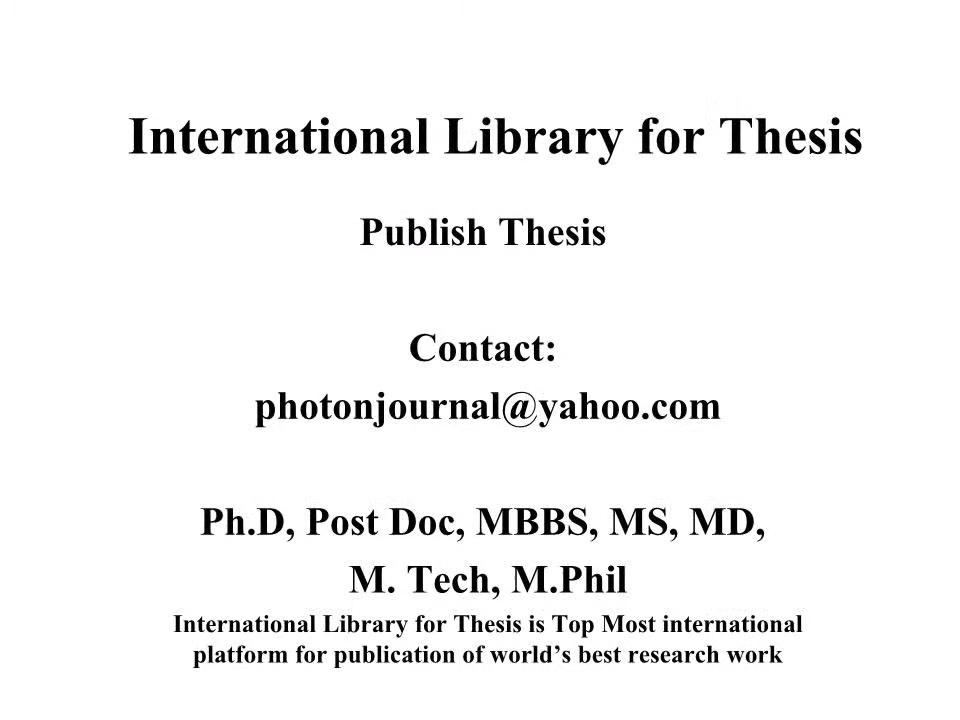 International Library for Thesis
Publish Thesis
Contact:
photonjournal@yahoo.com
Ph.D, Post Doc, MBBS, MS, MD,
M. Tech, M.Phil
International Library for Thesis is Top Most international
platform for publication of world’s best research work